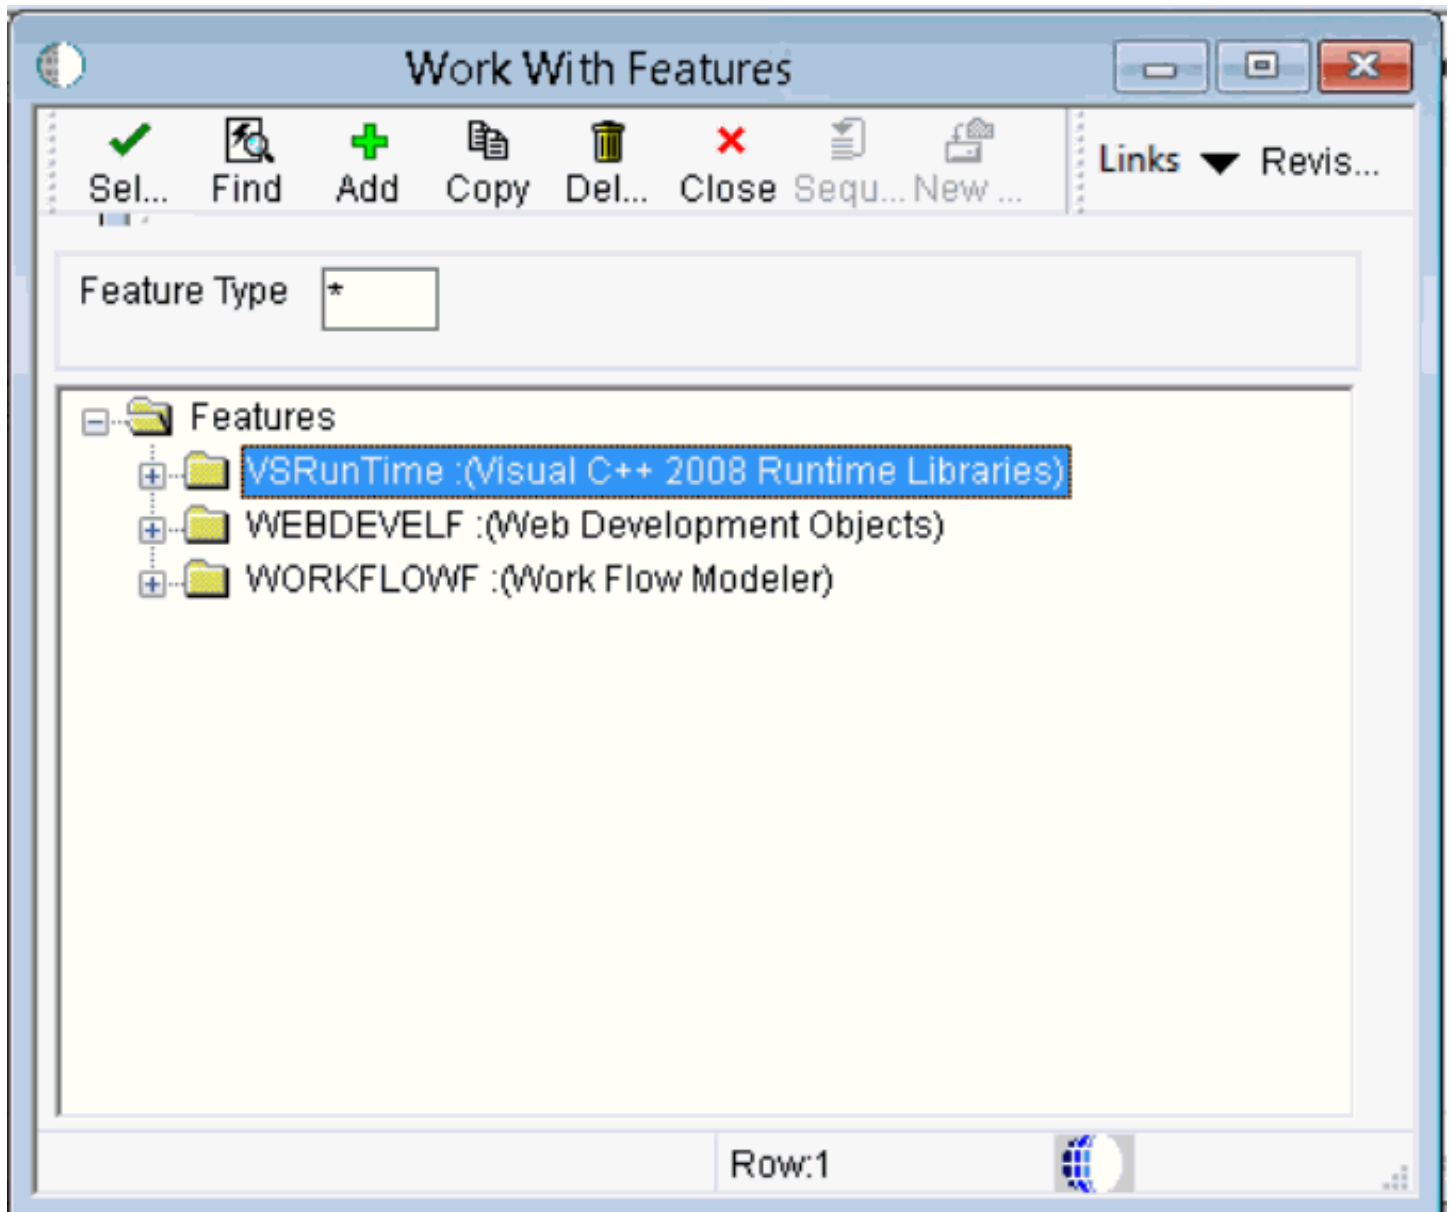 Work With Features
Sel... Find Add Copy Del... Close Sequ... New ... Links Revis...
Feature Type *
Features
VSRunTime :(Visual C++ 2008 Runtime Libraries)
WEBDEVELF :(Web Development Objects)
WORKFLOWF :(Work Flow Modeler)
Row:1